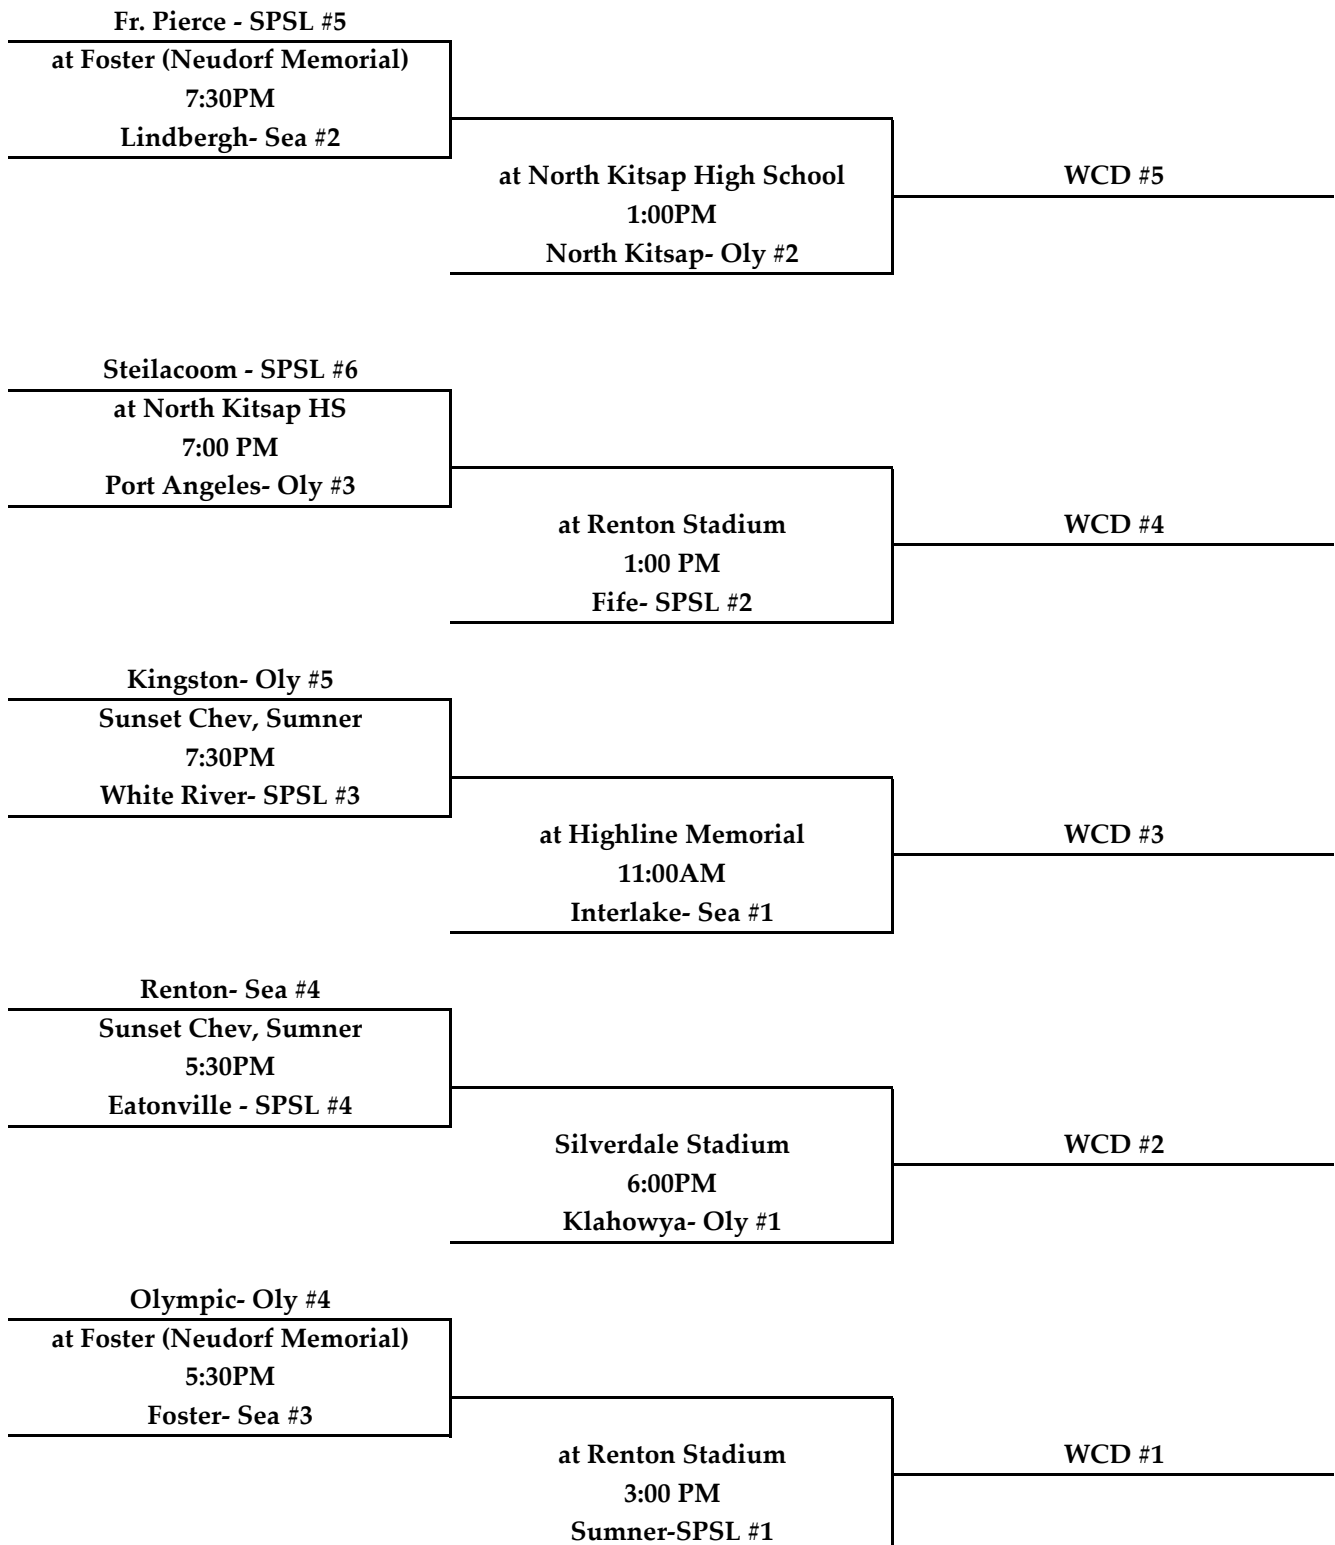 Fr. Pierce - SPSL #5
at Foster (Neudorf Memorial)
7:30PM
Lindbergh- Sea #2
at North Kitsap High School
1:00PM
North Kitsap- Oly #2
WCD #5
Steilacoom - SPSL #6
at North Kitsap HS
7:00 PM
Port Angeles- Oly #3
at Renton Stadium
1:00 PM
Fife- SPSL #2
WCD #4
Kingston- Oly #5
Sunset Chev, Sumner
7:30PM
White River- SPSL #3
at Highline Memorial
11:00AM
Interlake- Sea #1
WCD #3
Renton- Sea #4
Sunset Chev, Sumner
5:30PM
Eatonville - SPSL #4
Silverdale Stadium
6:00PM
Klahowya- Oly #1
WCD #2
Olympic- Oly #4
at Foster (Neudorf Memorial)
5:30PM
Foster- Sea #3
at Renton Stadium
3:00 PM
Sumner-SPSL #1
WCD #1